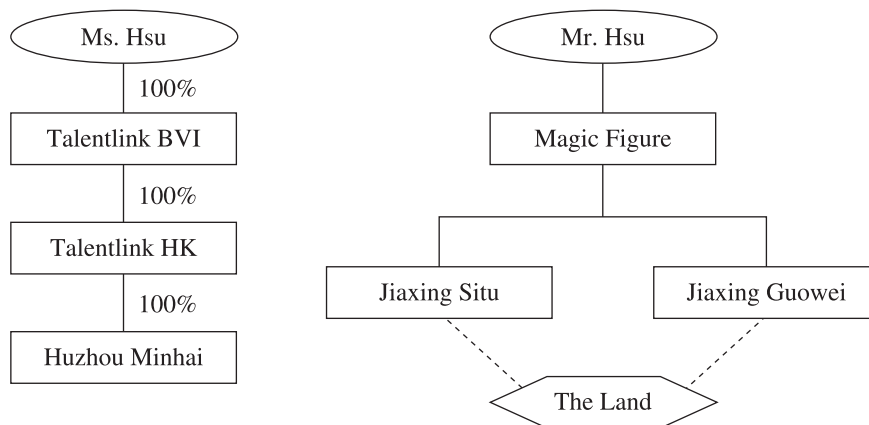 Ms. Hsu
100%
Talentlink BVI
100%
Talentlink HK
100%
Huzhou Minhai
Mr. Hsu
Magic Figure
Jiaxing Situ
Jiaxing Guowei
The Land